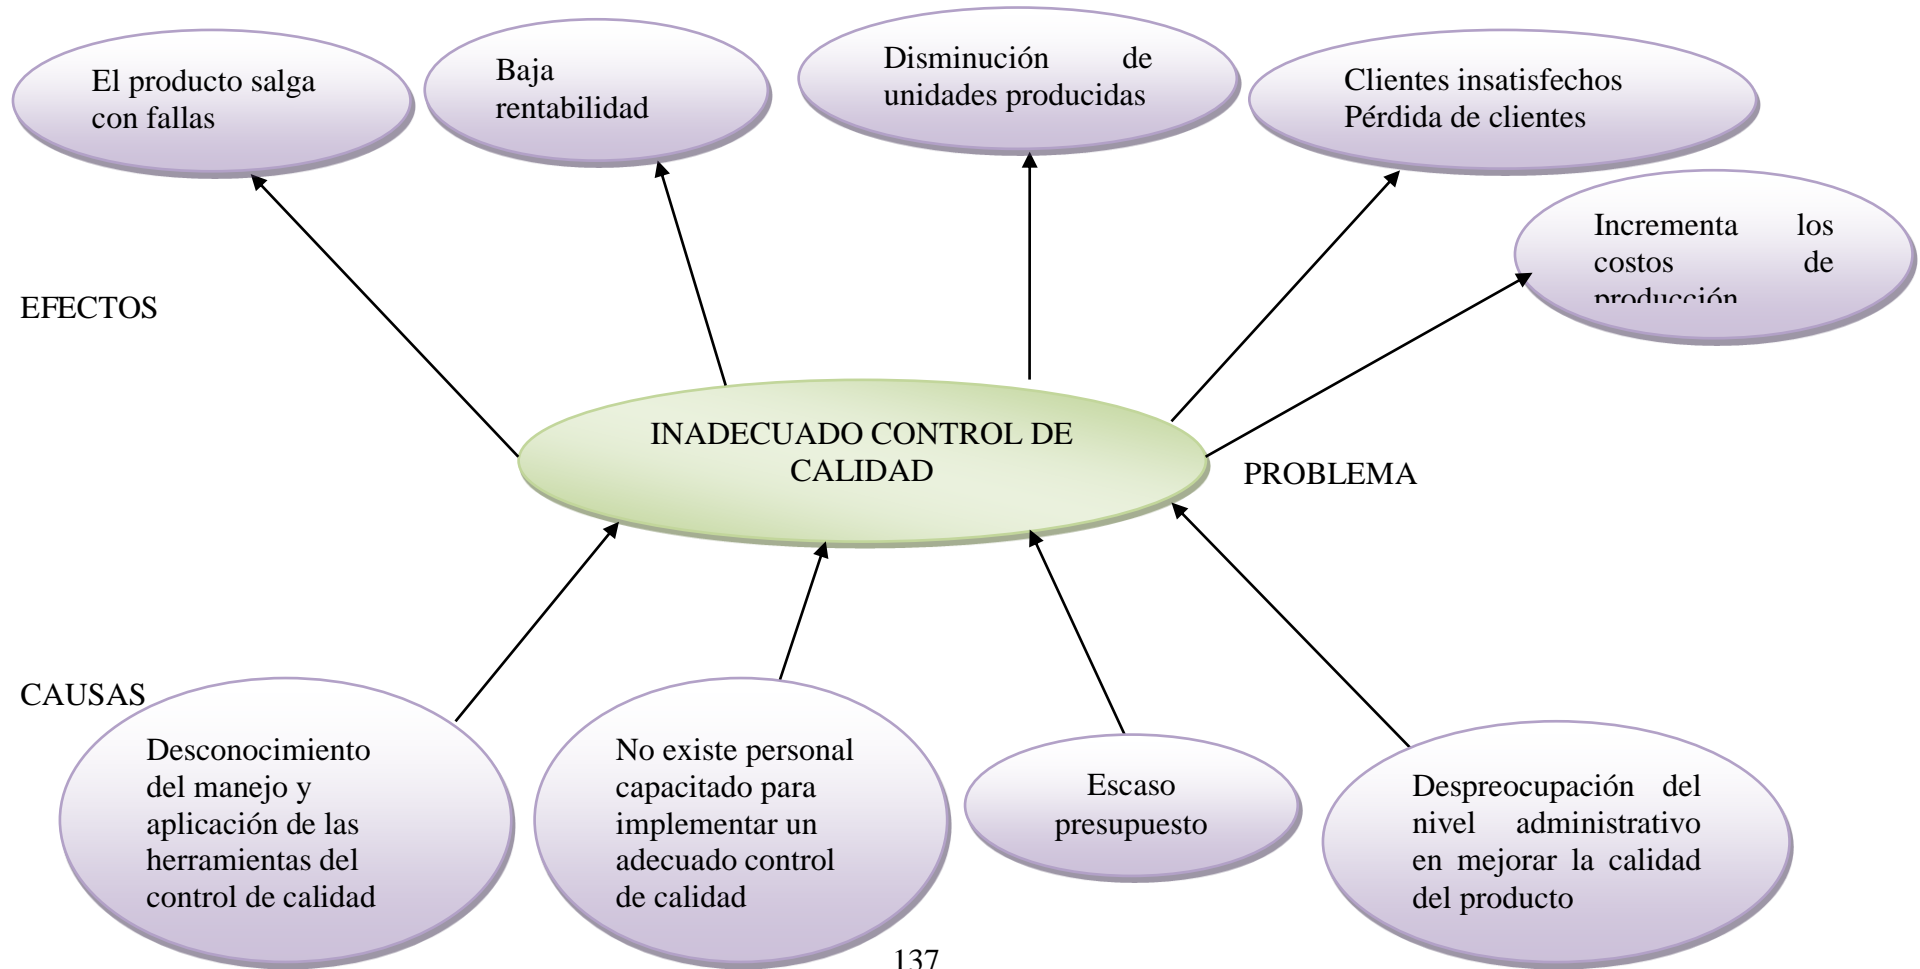 El producto salga
con fallas
Baja
rentabilidad
Disminución de
unidades producidas
Clientes insatisfechos
Pérdida de clientes
Incrementa los
costos de
producción
EFECTOS
INADECUADO CONTROL DE
CALIDAD
PROBLEMA
CAUSAS
Desconocimiento
del manejo y
aplicación de las
herramientas del
control de calidad
No existe personal
capacitado para
implementar un
adecuado control
de calidad
Escaso
presupuesto
Despreocupación del
nivel administrativo
en mejorar la calidad
del producto
137